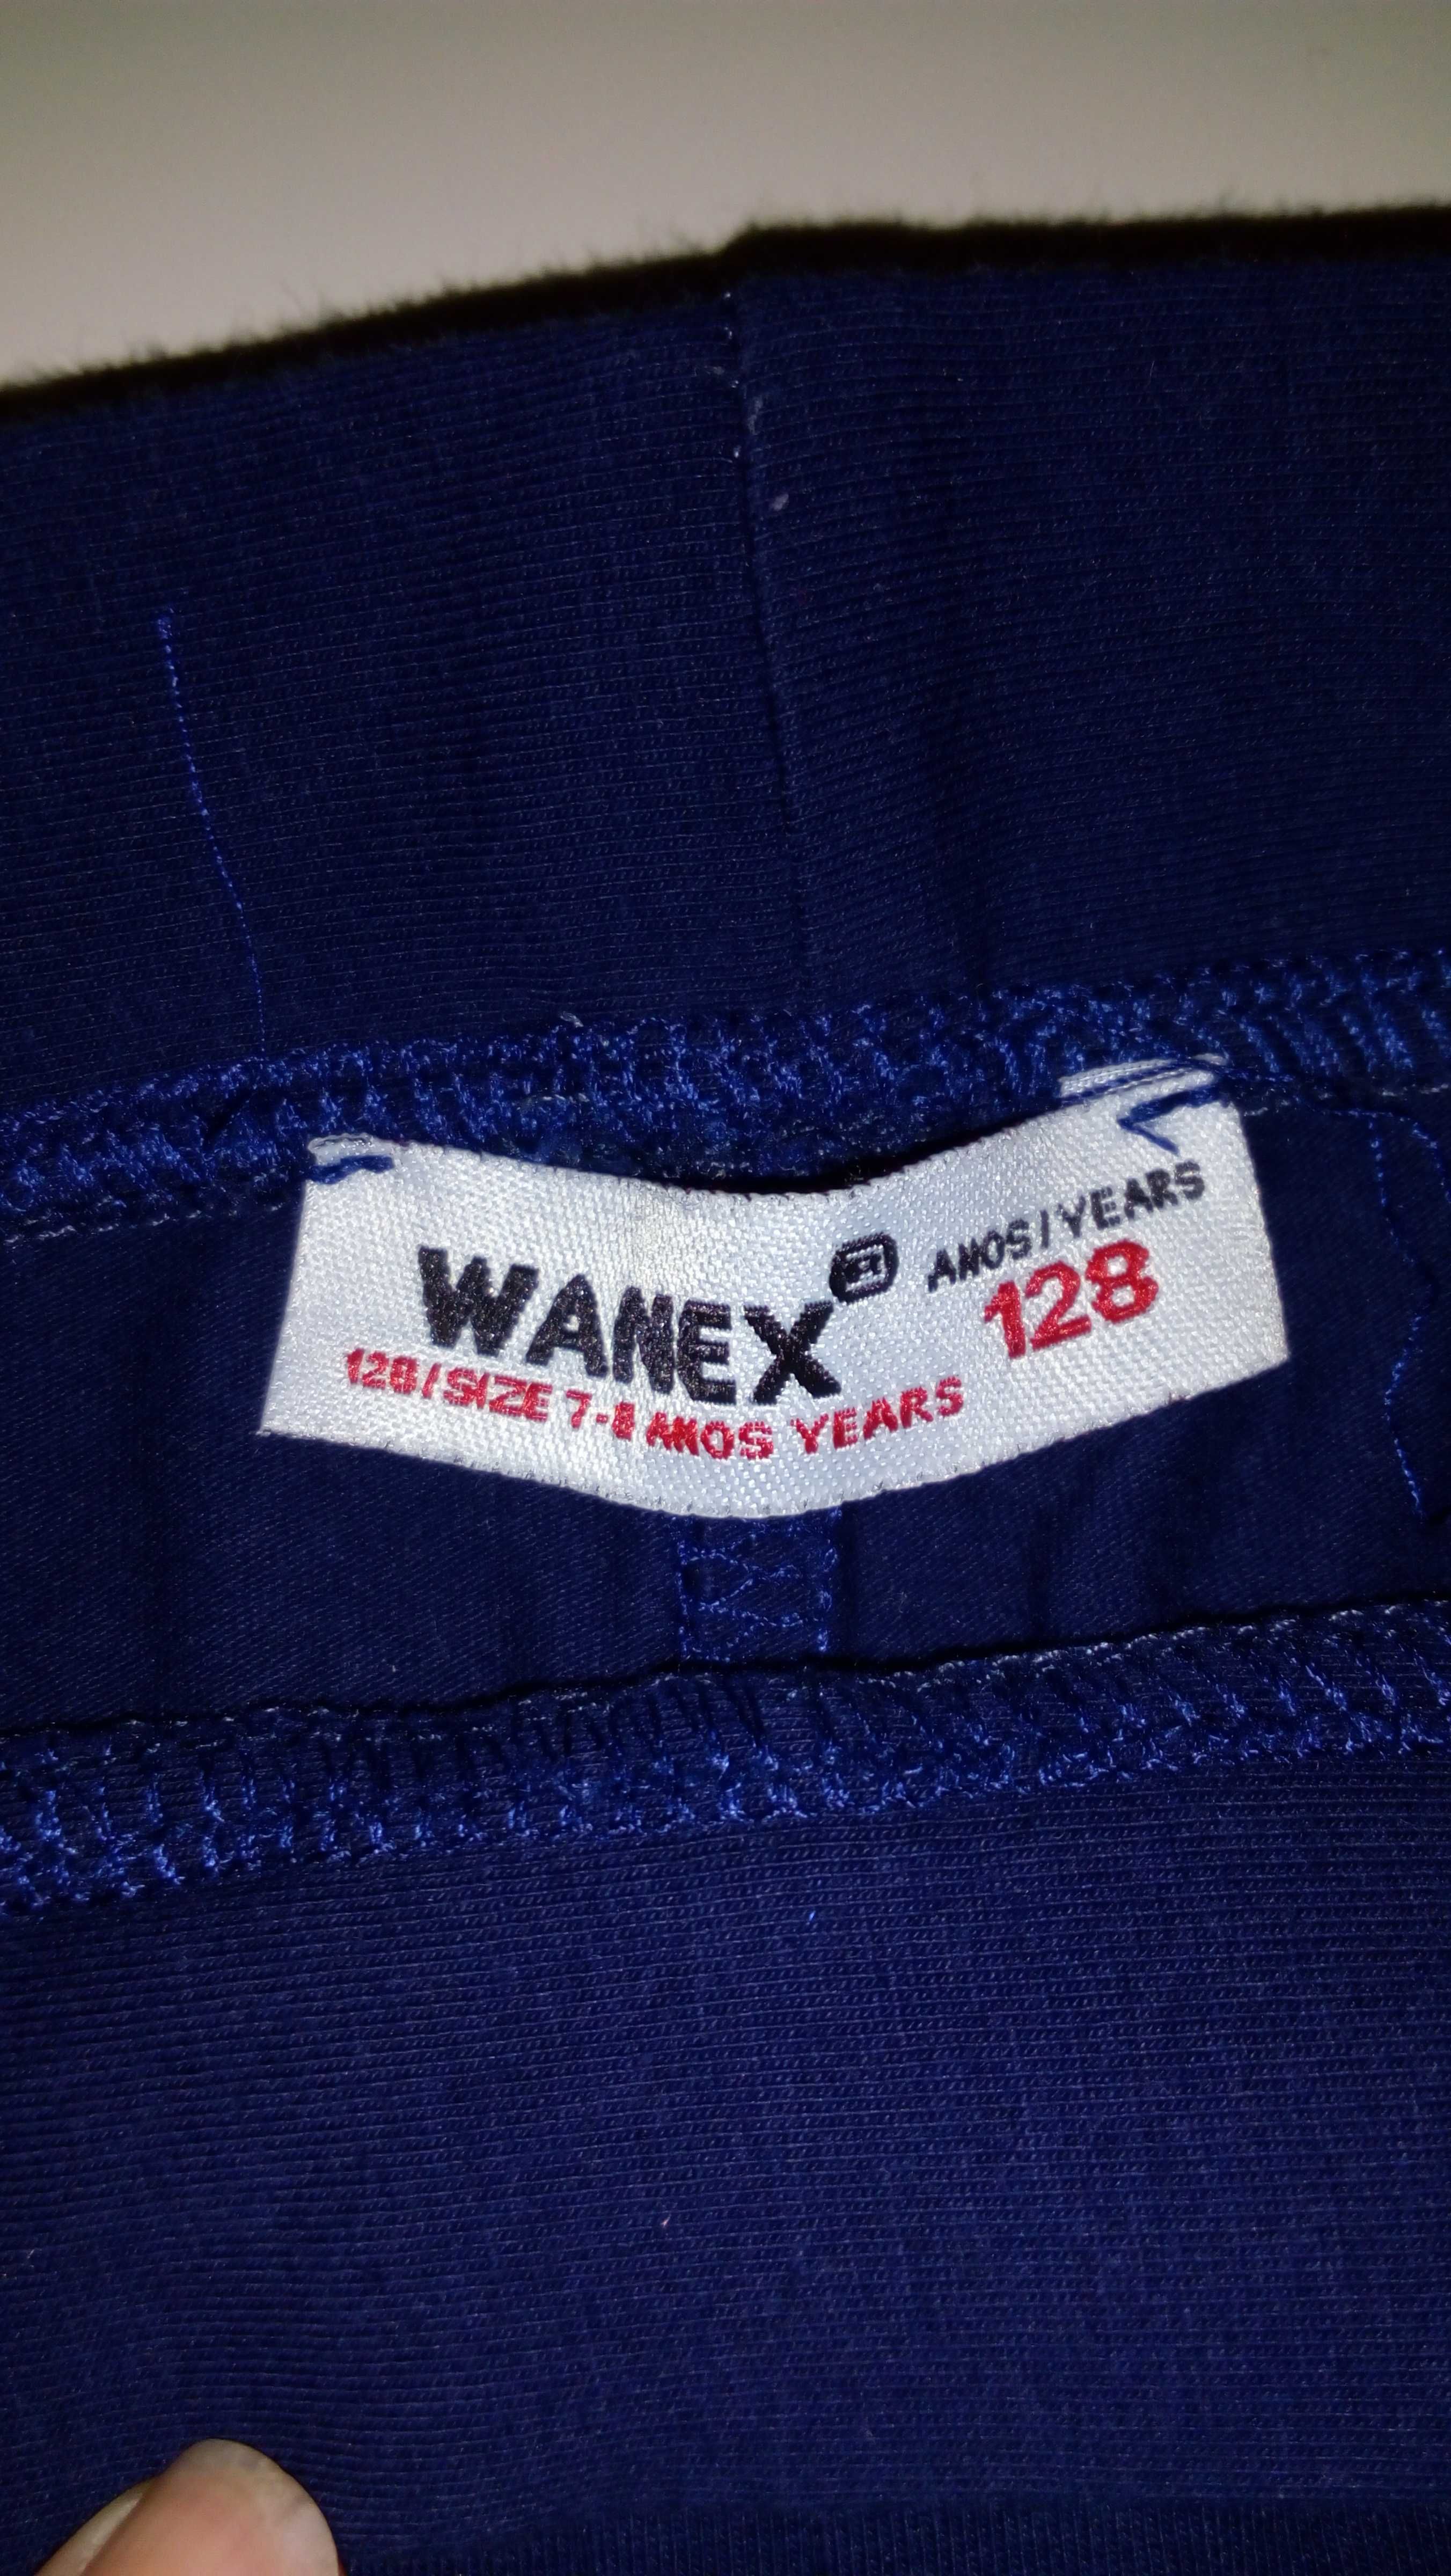 WANEX ® ANOS/YEARS
128
128/SIZE 7-8 ANOS YEARS